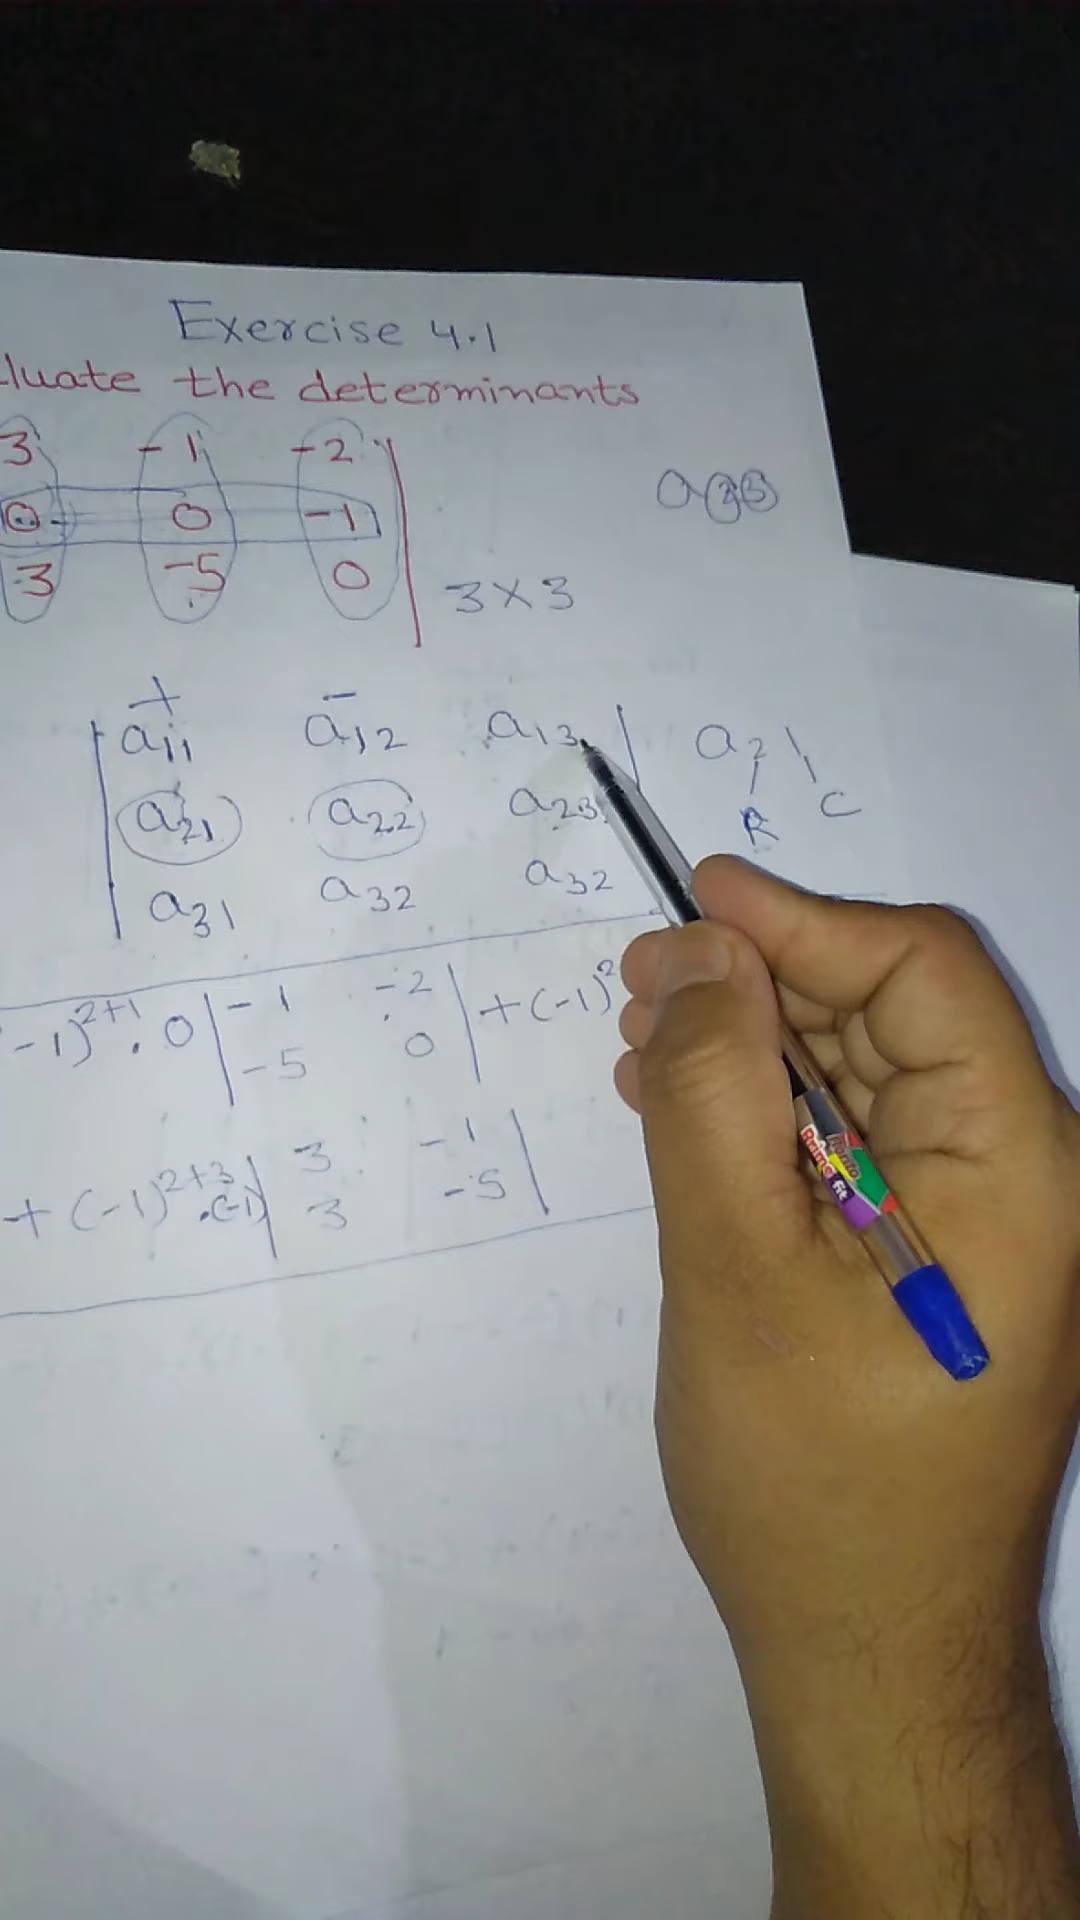 Exercise 4.1
luate the determinants
3 -1 -2
0 0 -1
3 -5 0
3×3
a23
+ -
a11 a12 a13
a21 a22 a23
a31 a32 a32
a21
R C
-1)^2+1 . 0 | -1 -2 | + (-1)^2
-5 0
+ (-1)^2+3 .(-1) | 3 -1 |
3 -5